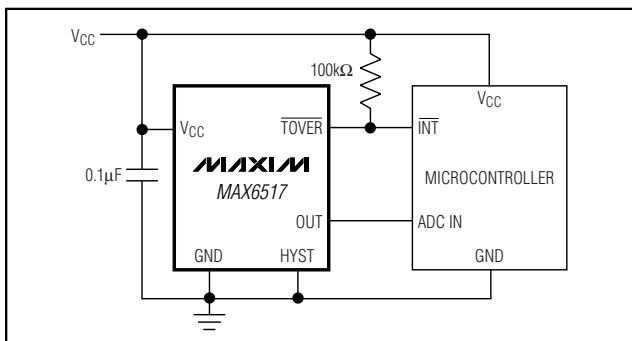 VCC
100kΩ
VCC
VCC
TOVER
INT
0.1µF
MAXIM
MAX6517
MICROCONTROLLER
OUT
ADC IN
GND
HYST
GND